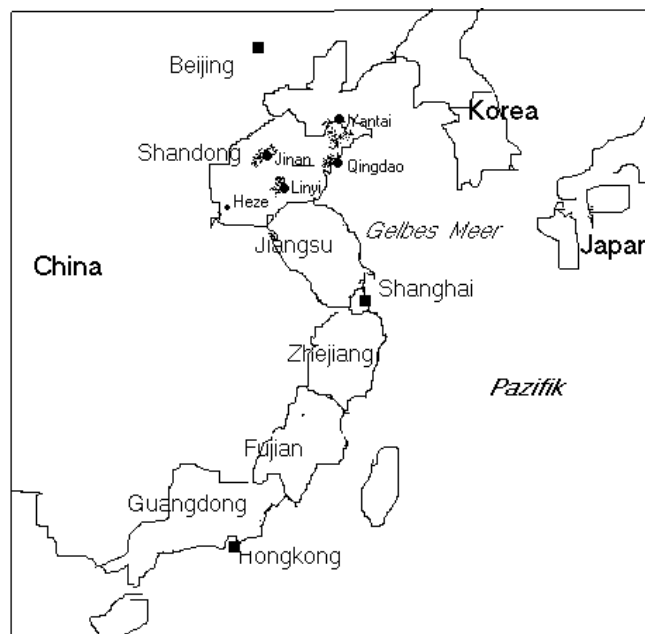 Beijing
Korea
Yantai
Shandong
Jinan
Qingdao
Linyi
Heze
Gelbes Meer
Jiangsu
Japan
China
Shanghai
Zhejiang
Pazifik
Fujian
Guangdong
Hongkong